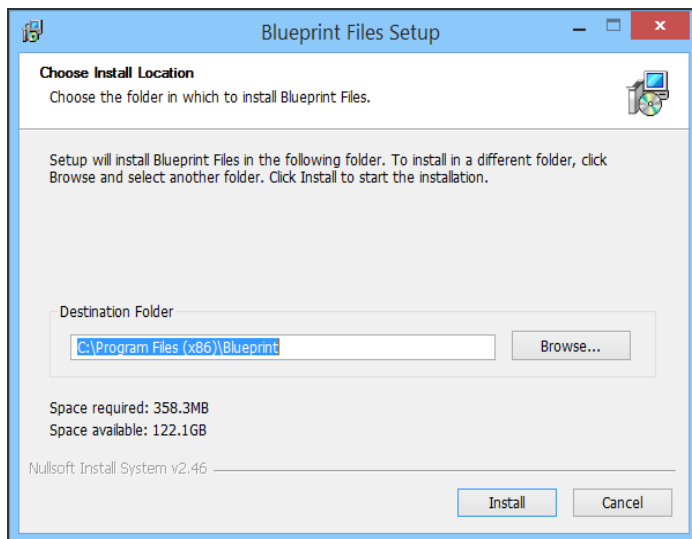 Blueprint Files Setup
Choose Install Location
Choose the folder in which to install Blueprint Files.
Setup will install Blueprint Files in the following folder. To install in a different folder, click
Browse and select another folder. Click Install to start the installation.
Destination Folder
C:\Program Files (x86)\Blueprint
Browse...
Space required: 358.3MB
Space available: 122.1GB
Nullsoft Install System v2.46
Install Cancel